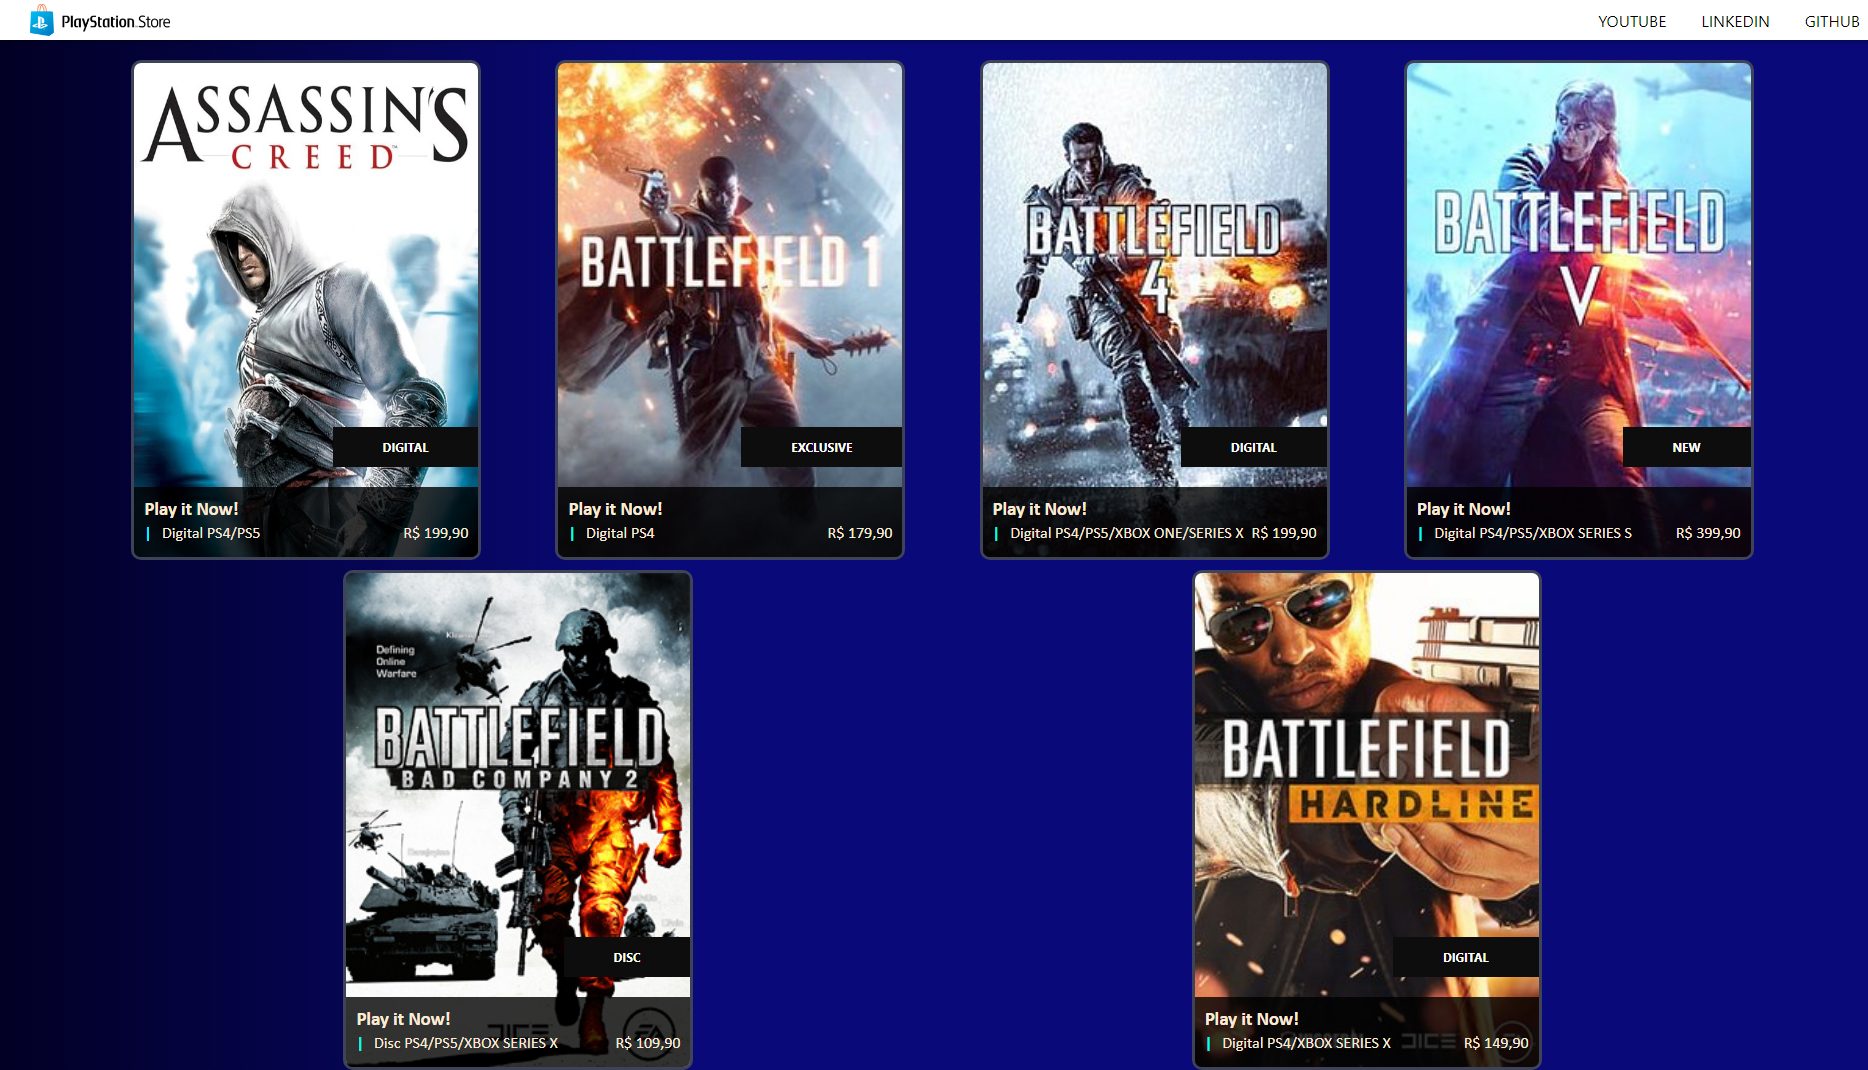 PlayStation.Store
YOUTUBE
LINKEDIN
GITHUB
ASSASSIN'S
CREED™
DIGITAL
Play it Now!
Digital PS4/PS5
R$ 199,90
BATTLEFIELD 1
EXCLUSIVE
Play it Now!
Digital PS4
R$ 179,90
BATTLEFIELD
4
DIGITAL
Play it Now!
Digital PS4/PS5/XBOX ONE/SERIES X
R$ 199,90
BATTLEFIELD
V
NEW
Play it Now!
Digital PS4/PS5/XBOX SERIES S
R$ 399,90
Defining
Online
Warfare
BATTLEFIELD
BAD COMPANY 2
DISC
Play it Now!
DICE
EA
Disc PS4/PS5/XBOX SERIES X
R$ 109,90
BATTLEFIELD
HARDLINE
DIGITAL
Play it Now!
DICE
Digital PS4/XBOX SERIES X
R$ 149,90